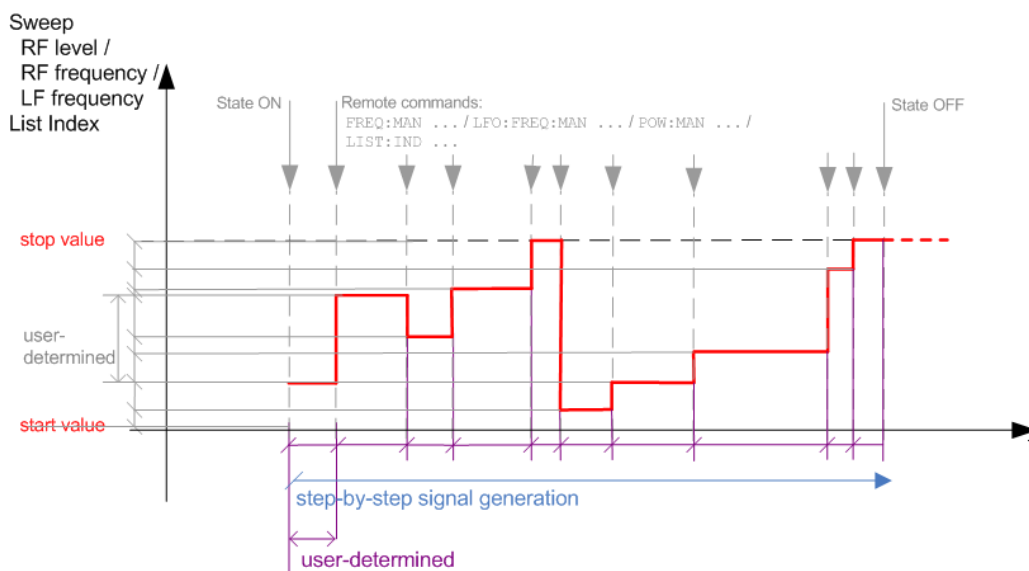 Sweep
RF level /
RF frequency /
LF frequency
List Index
State ON
Remote commands:
FREQ:MAN ... / LFO:FREQ:MAN ... / POW:MAN ... /
LIST:IND ...
State OFF
stop value
user-
determined
start value
step-by-step signal generation
user-determined